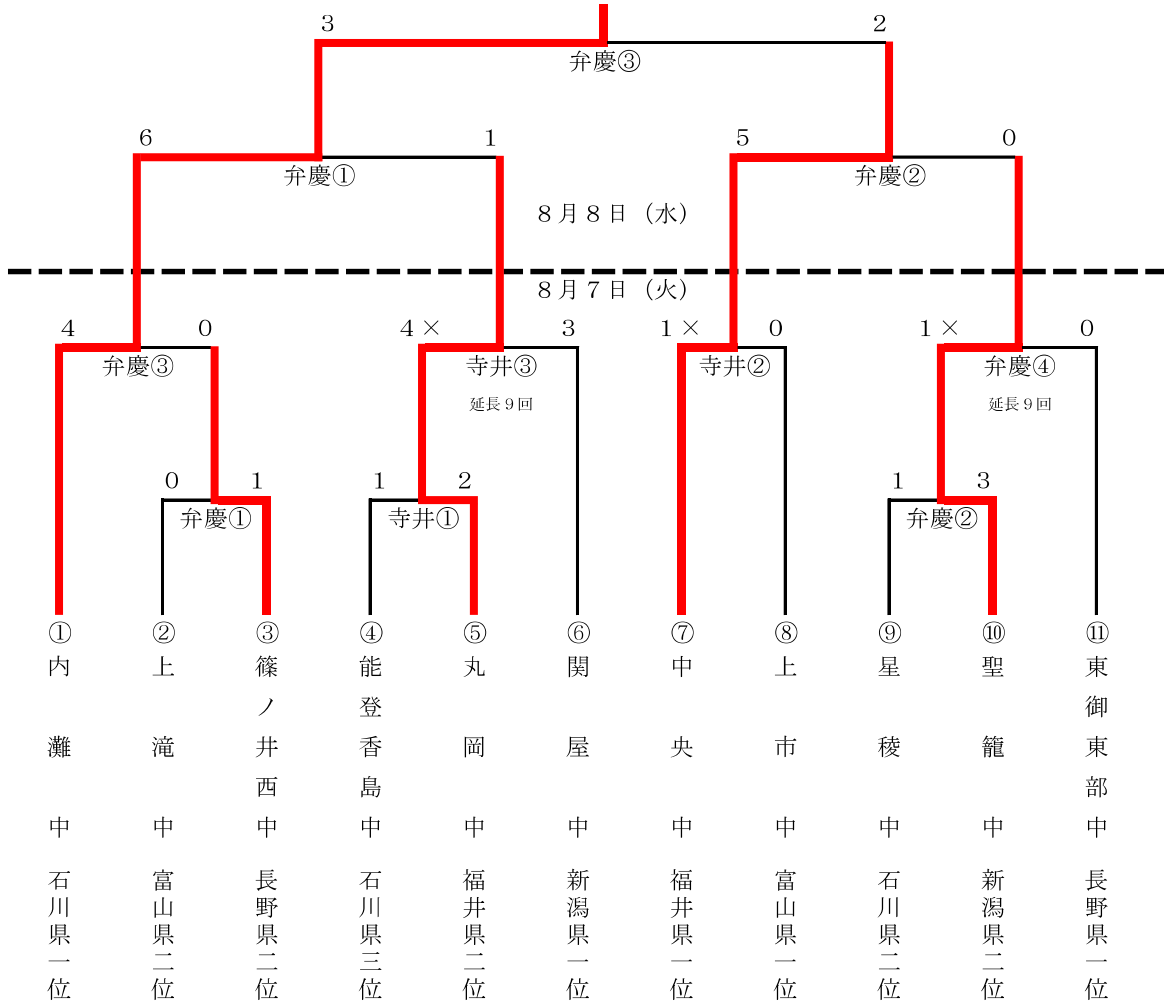 3 2
弁慶③
6 1 5 0
弁慶① 弁慶②
8月8日（水）
8月7日（火）
4 0 4× 3 1× 0 1× 0
弁慶③ 寺井③ 寺井② 弁慶④
延長9回 延長9回
0 1 1 2 1 3
弁慶① 寺井① 弁慶②
① ② ③ ④ ⑤ ⑥ ⑦ ⑧ ⑨ ⑩ ⑪
内灘中 石川県一位
上滝中 富山県二位
篠ノ井西中 長野県二位
能登香島中 石川県三位
丸岡中 福井県二位
関屋中 新潟県一位
中央中 福井県一位
上市中 富山県一位
星稜中 石川県二位
聖籠中 新潟県二位
東御東部中 長野県一位